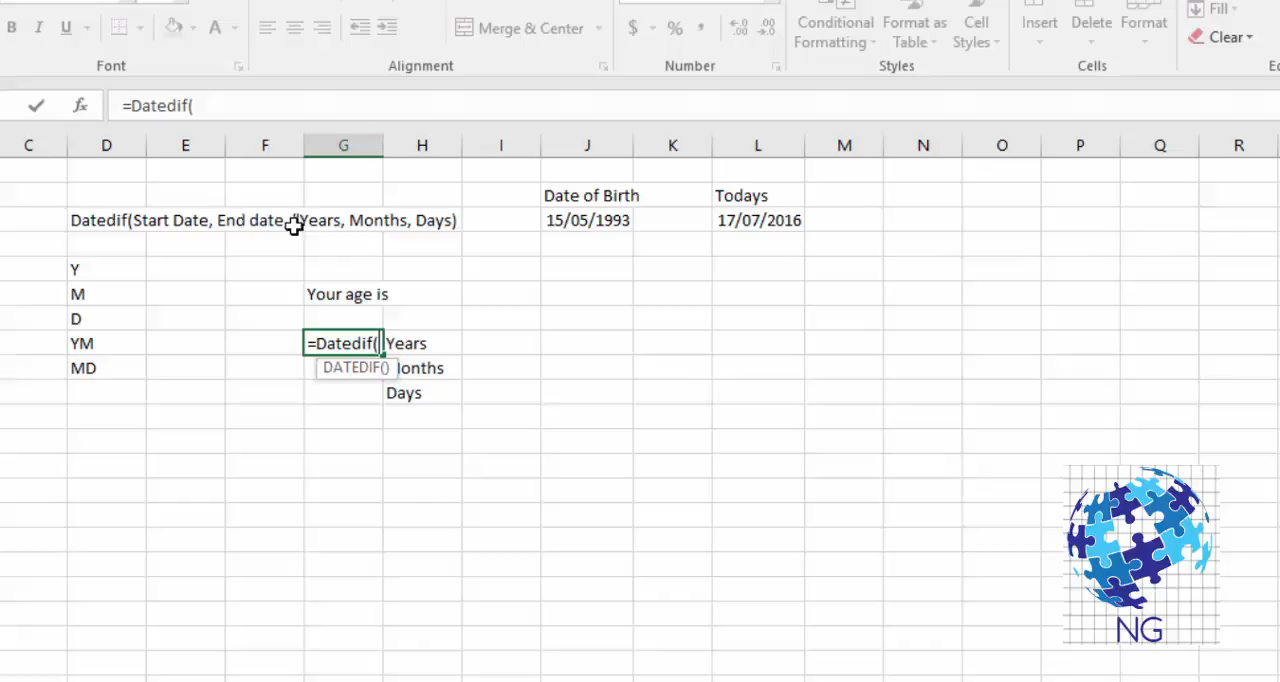 B I U A Merge & Center $ % , Conditional Formatting Format as Table Cell Styles Insert Delete Format Fill Clear
Font Alignment Number Styles Cells
fx =Datedif(
C D E F G H I J K L M N O P Q R
Date of Birth Todays
Datedif(Start Date, End date, "Years, Months, Days) 15/05/1993 17/07/2016
Y
M Your age is
D
YM =Datedif( Years
MD DATEDIF() Months
Days
NG